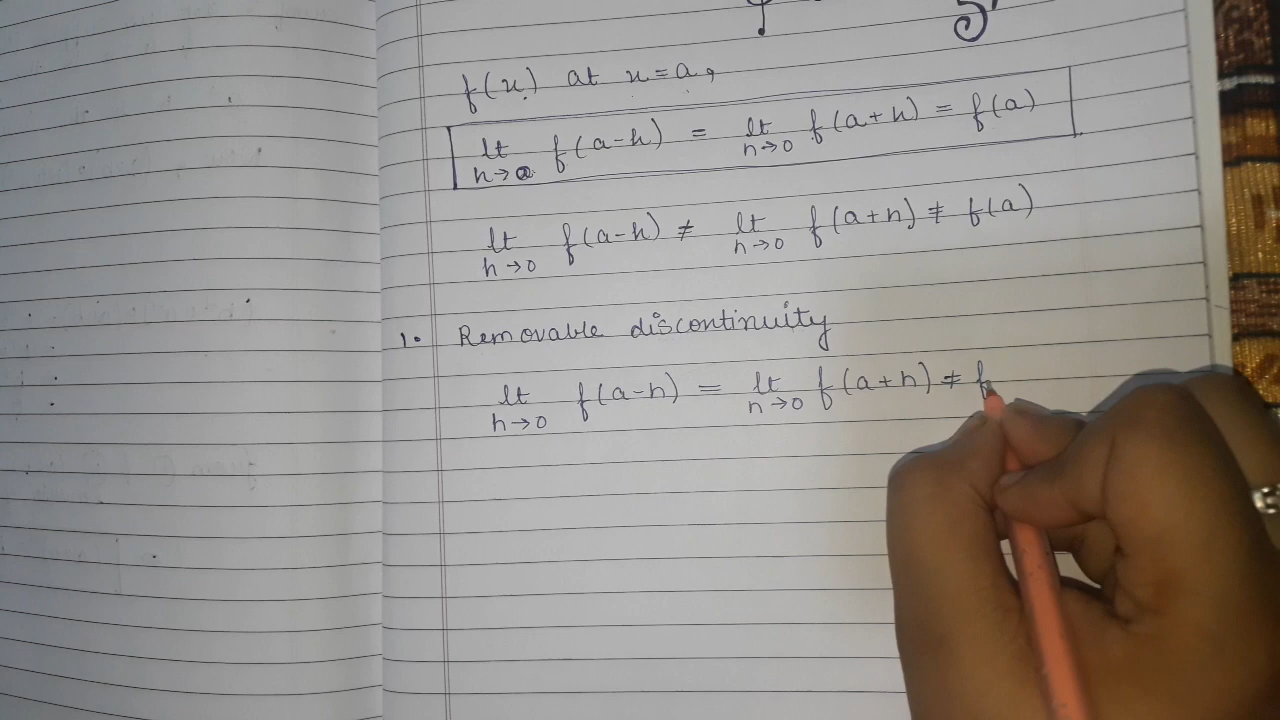 f(x) at x=a,
lt f(a-h) = lt f(a+h) = f(a)
h→0 h→0
lt f(a-h) ≠ lt f(a+h) ≠ f(a)
h→0 h→0
1. Removable discontinuity
lt f(a-h) = lt f(a+h) ≠ f
h→0 h→0